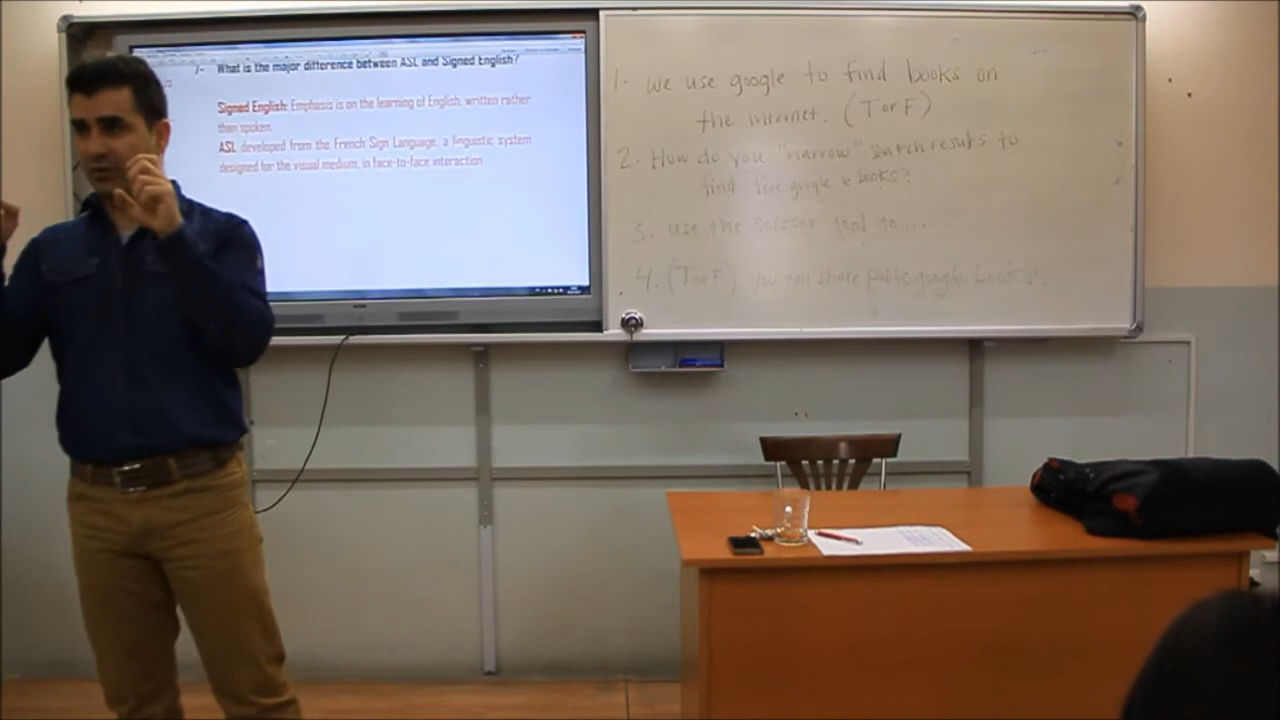 7- What is the major difference between ASL and Signed English?
Signed English: Emphasis is on the learning of English, written rather
than spoken.
ASL developed from the French Sign Language, a linguistic system
designed for the visual medium, in face-to-face interaction
1- We use google to find books on
the internet. (T or F)
2. How do you "narrow" search results to
find free google e books?
3. use the scissor tool to ....
4. (T or F) you can share public google books.